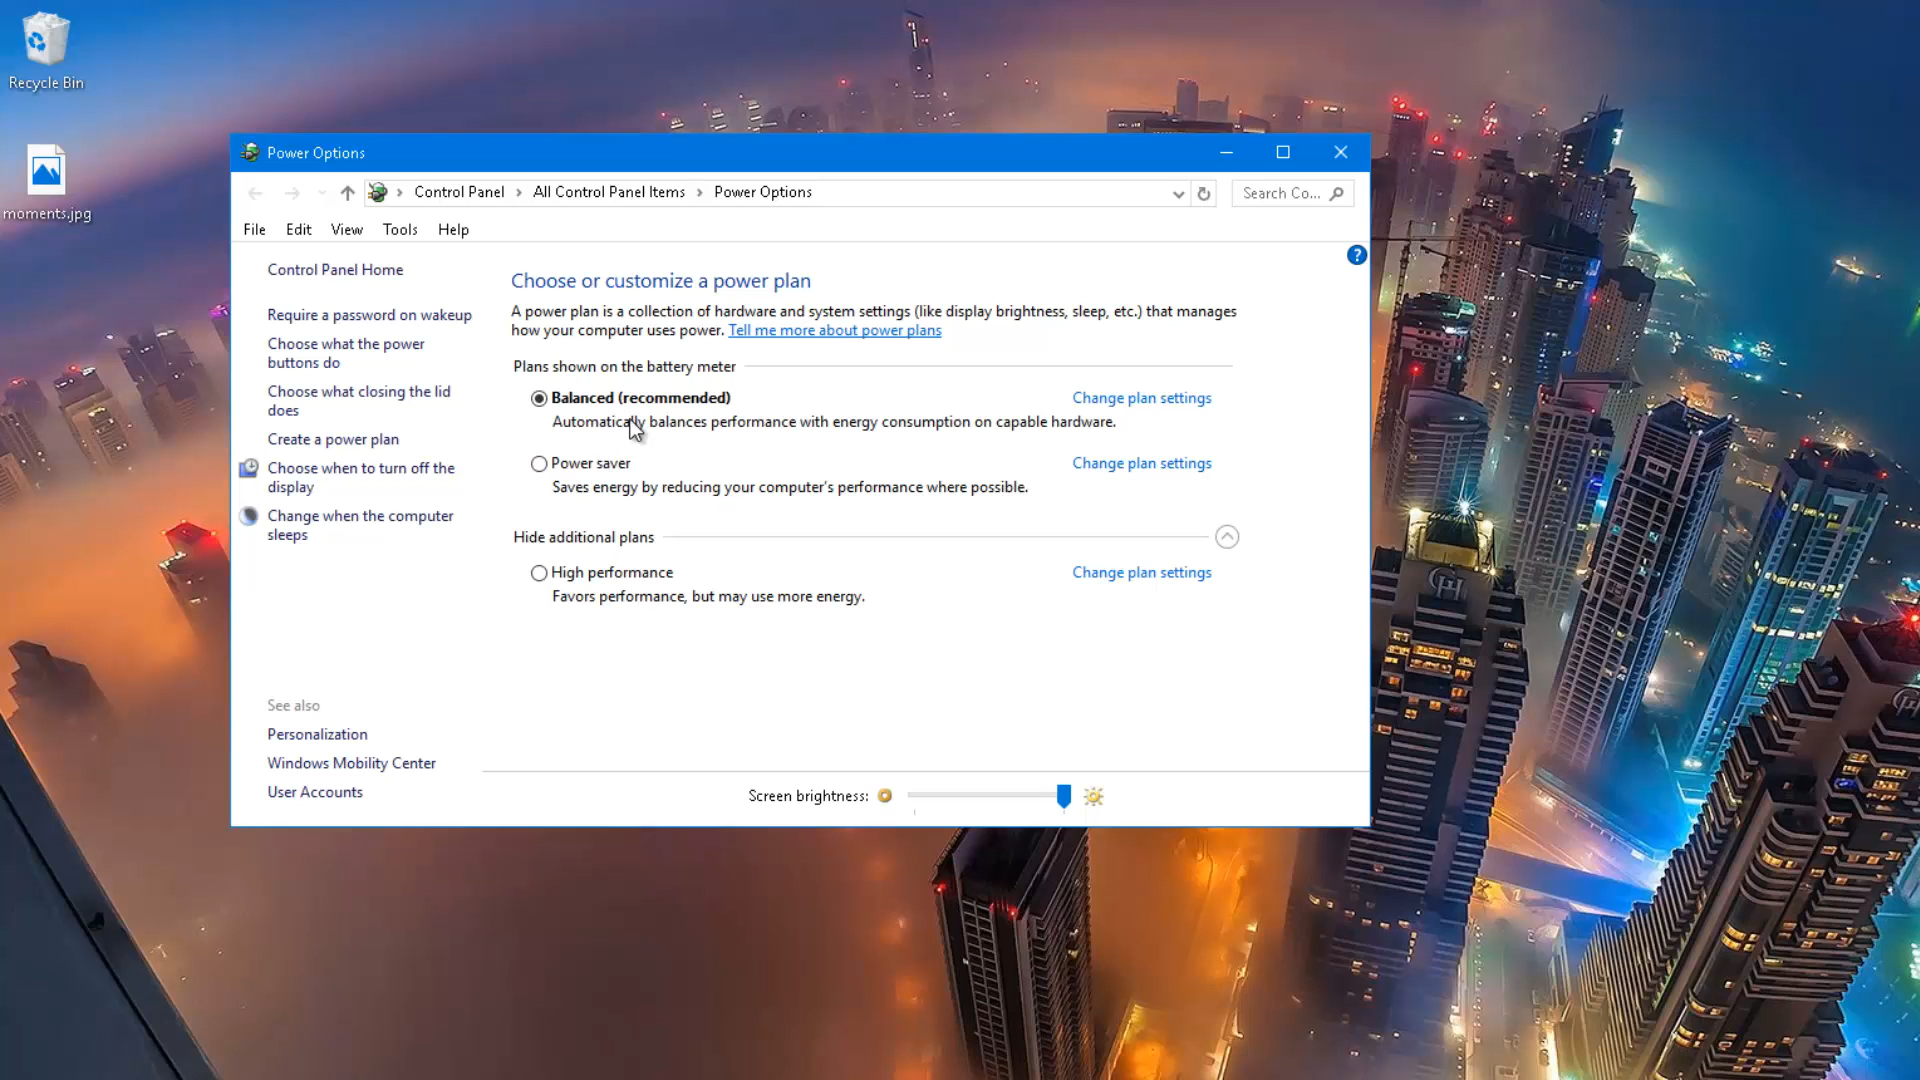 Recycle Bin
moments.jpg
Power Options
Control Panel > All Control Panel Items > Power Options
Search Co...
File Edit View Tools Help
Control Panel Home
Require a password on wakeup
Choose what the power
buttons do
Choose what closing the lid
does
Create a power plan
Choose when to turn off the
display
Change when the computer
sleeps
See also
Personalization
Windows Mobility Center
User Accounts
?
Choose or customize a power plan
A power plan is a collection of hardware and system settings (like display brightness, sleep, etc.) that manages
how your computer uses power. Tell me more about power plans
Plans shown on the battery meter
Balanced (recommended) Change plan settings
Automatically balances performance with energy consumption on capable hardware.
Power saver Change plan settings
Saves energy by reducing your computer's performance where possible.
Hide additional plans
High performance Change plan settings
Favors performance, but may use more energy.
Screen brightness: